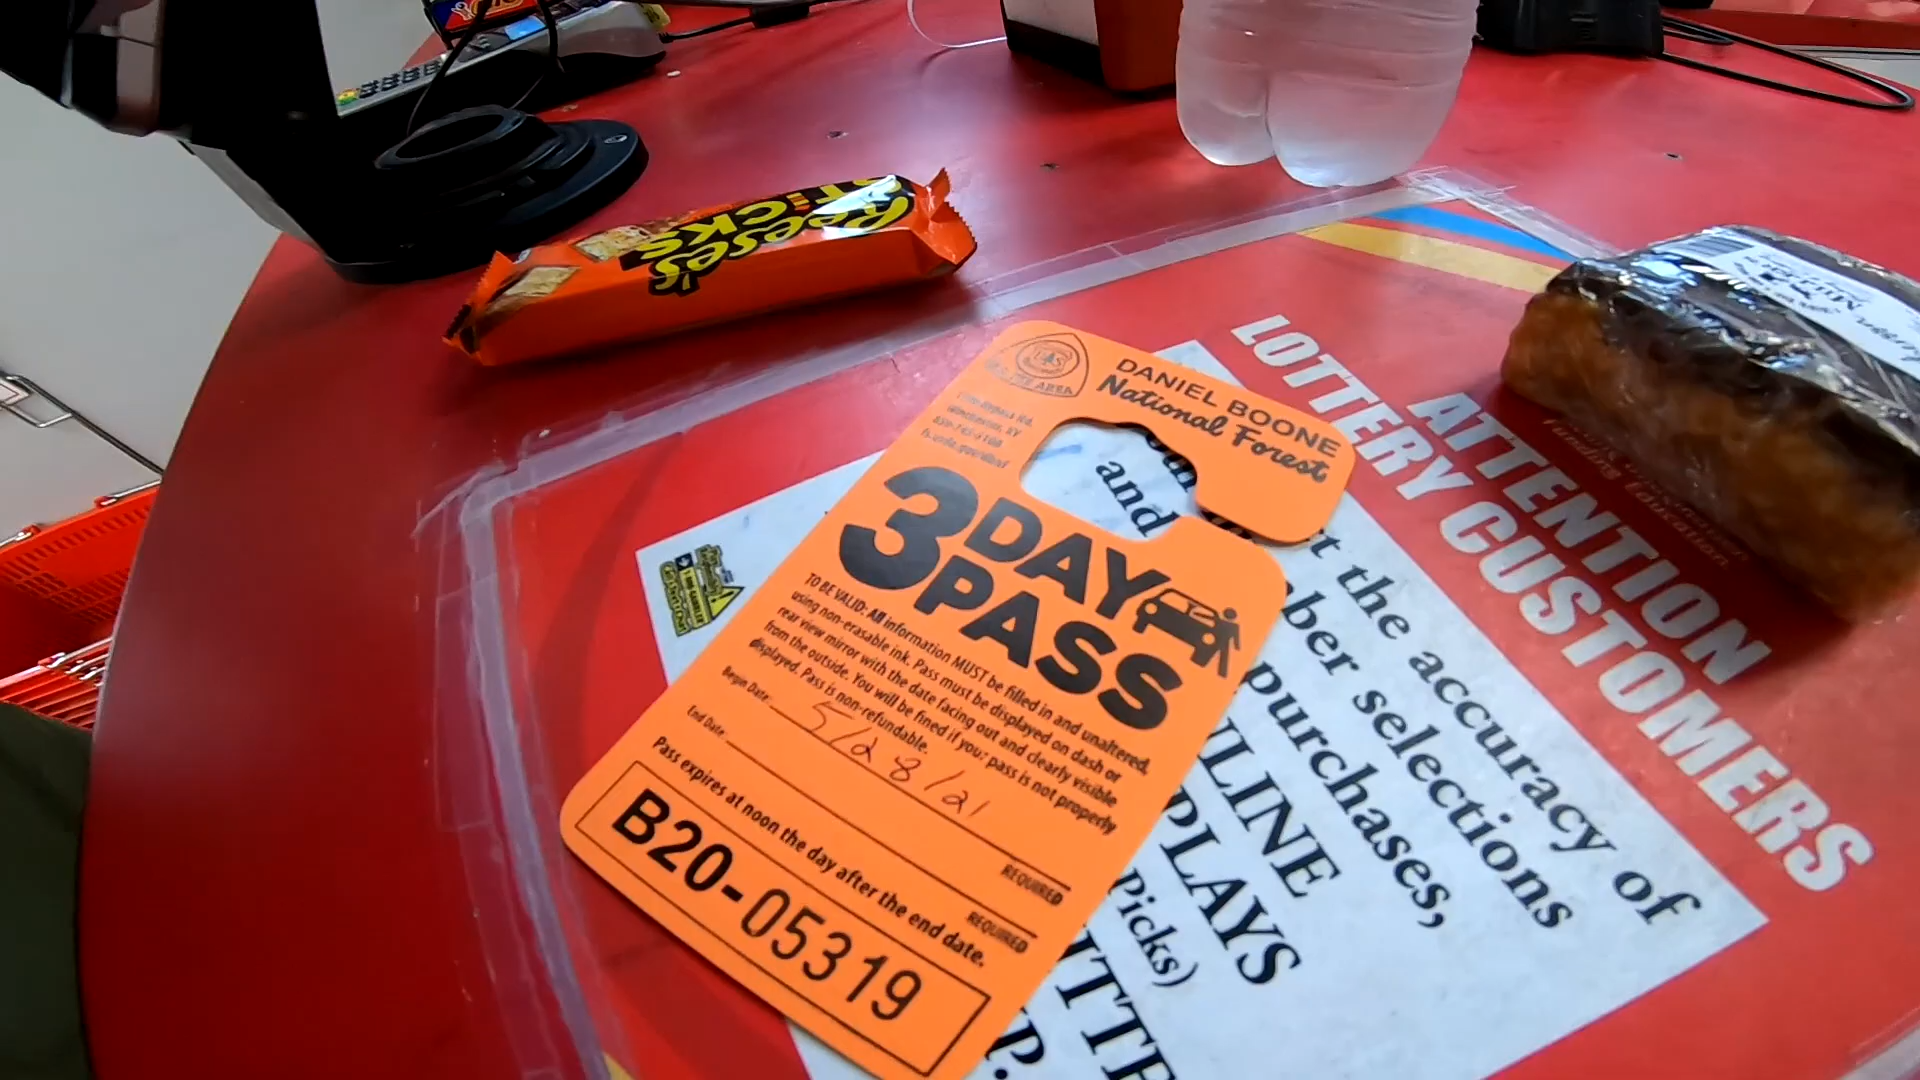 Reese's
STICKS
DANIEL BOONE
National Forest
3 DAY
PASS
TO BE VALID: All information MUST be filled in and unaltered,
using non-erasable ink. Pass must be displayed on dash or
rear view mirror with the date facing out and clearly visible
from the outside. You will be fined if you: pass is not properly
displayed. Pass is non-refundable.
Begin Date: 5/28/21 REQUIRED
End Date: REQUIRED
Pass expires at noon the day after the end date.
B20-05319
ATTENTION
LOTTERY CUSTOMERS
the accuracy of
selections
and
purchases,
PLAYS
Picks)